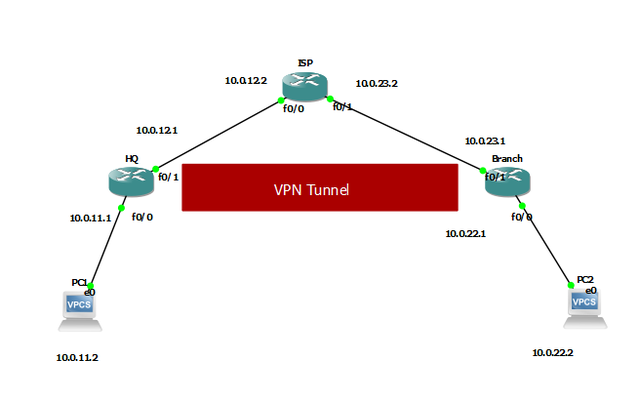 ISP
10.0.12.2
10.0.23.2
f0/0
f0/1
10.0.12.1
10.0.23.1
HQ
Branch
f0/1
f0/1
VPN Tunnel
10.0.11.1
f0/0
f0/0
10.0.22.1
PC1
e0
VPCS
PC2
e0
VPCS
10.0.11.2
10.0.22.2